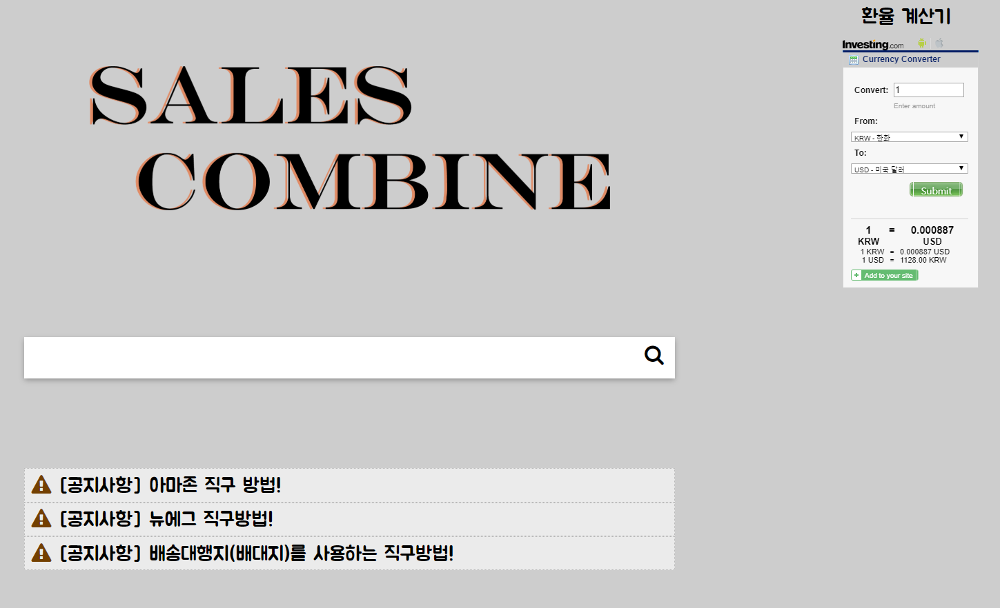 SALES
COMBINE
[공지사항] 아마존 직구 방법!
[공지사항] 뉴에그 직구방법!
[공지사항] 배송대행지(배대지)를 사용하는 직구방법!
환율 계산기
Investing.com
Currency Converter
Convert: 1
Enter amount
From:
KRW - 한화
To:
USD - 미국 달러
Submit
1 = 0.000887
KRW USD
1 KRW = 0.000887 USD
1 USD = 1128.00 KRW
Add to your site